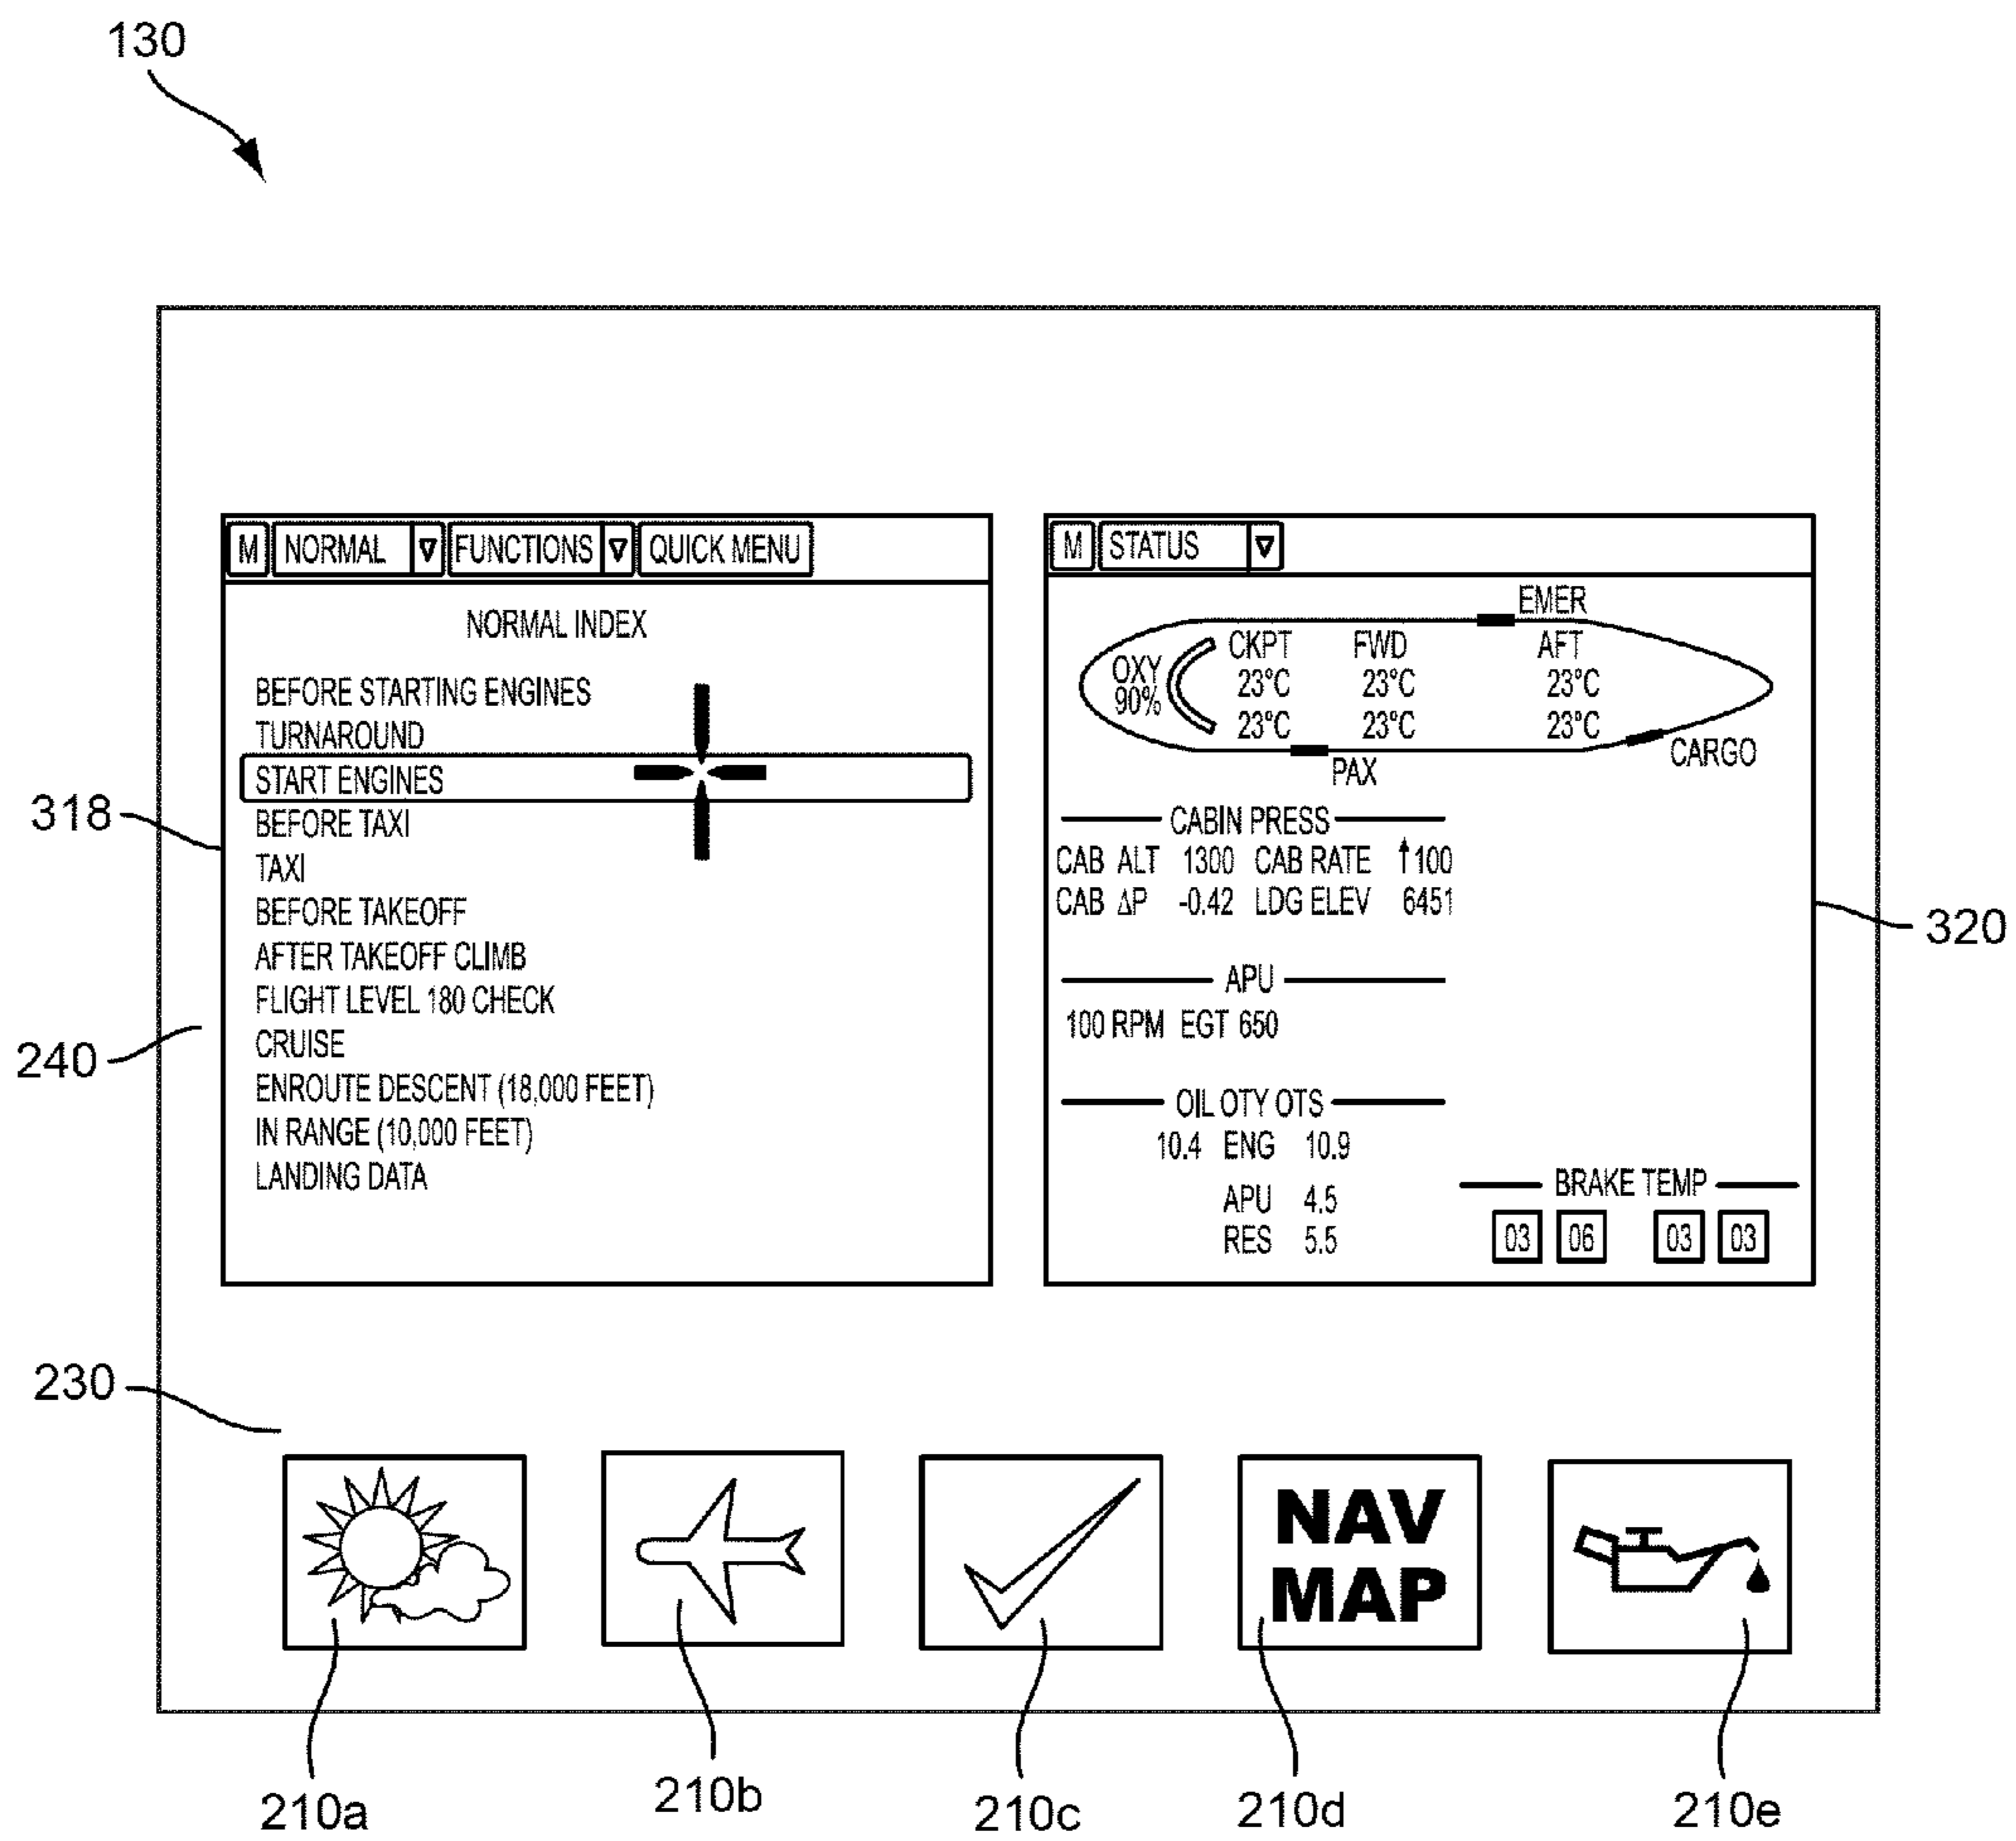 130
M NORMAL ∇ FUNCTIONS ∇ QUICK MENU
NORMAL INDEX
BEFORE STARTING ENGINES
TURNAROUND
START ENGINES
BEFORE TAXI
TAXI
BEFORE TAKEOFF
AFTER TAKEOFF CLIMB
FLIGHT LEVEL 180 CHECK
CRUISE
ENROUTE DESCENT (18,000 FEET)
IN RANGE (10,000 FEET)
LANDING DATA
318
240
M STATUS ∇
EMER
OXY
90%
CKPT FWD AFT
23°C 23°C 23°C
23°C 23°C 23°C
PAX
CARGO
CABIN PRESS
CAB ALT 1300 CAB RATE ↑100
CAB ΔP -0.42 LDG ELEV 6451
APU
100 RPM EGT 650
OIL OTY OTS
10.4 ENG 10.9
APU 4.5
RES 5.5
BRAKE TEMP
03 06 03 03
320
230
NAV
MAP
210a 210b 210c 210d 210e